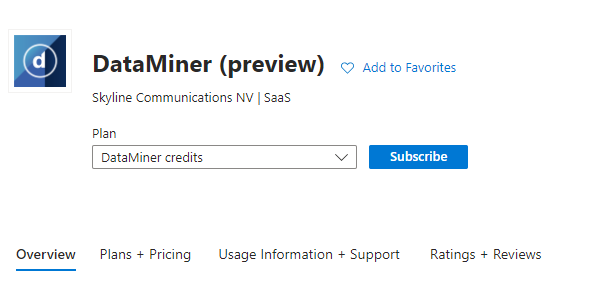 d
DataMiner (preview)
Add to Favorites
Skyline Communications NV | SaaS
Plan
DataMiner credits
Subscribe
Overview Plans + Pricing Usage Information + Support Ratings + Reviews